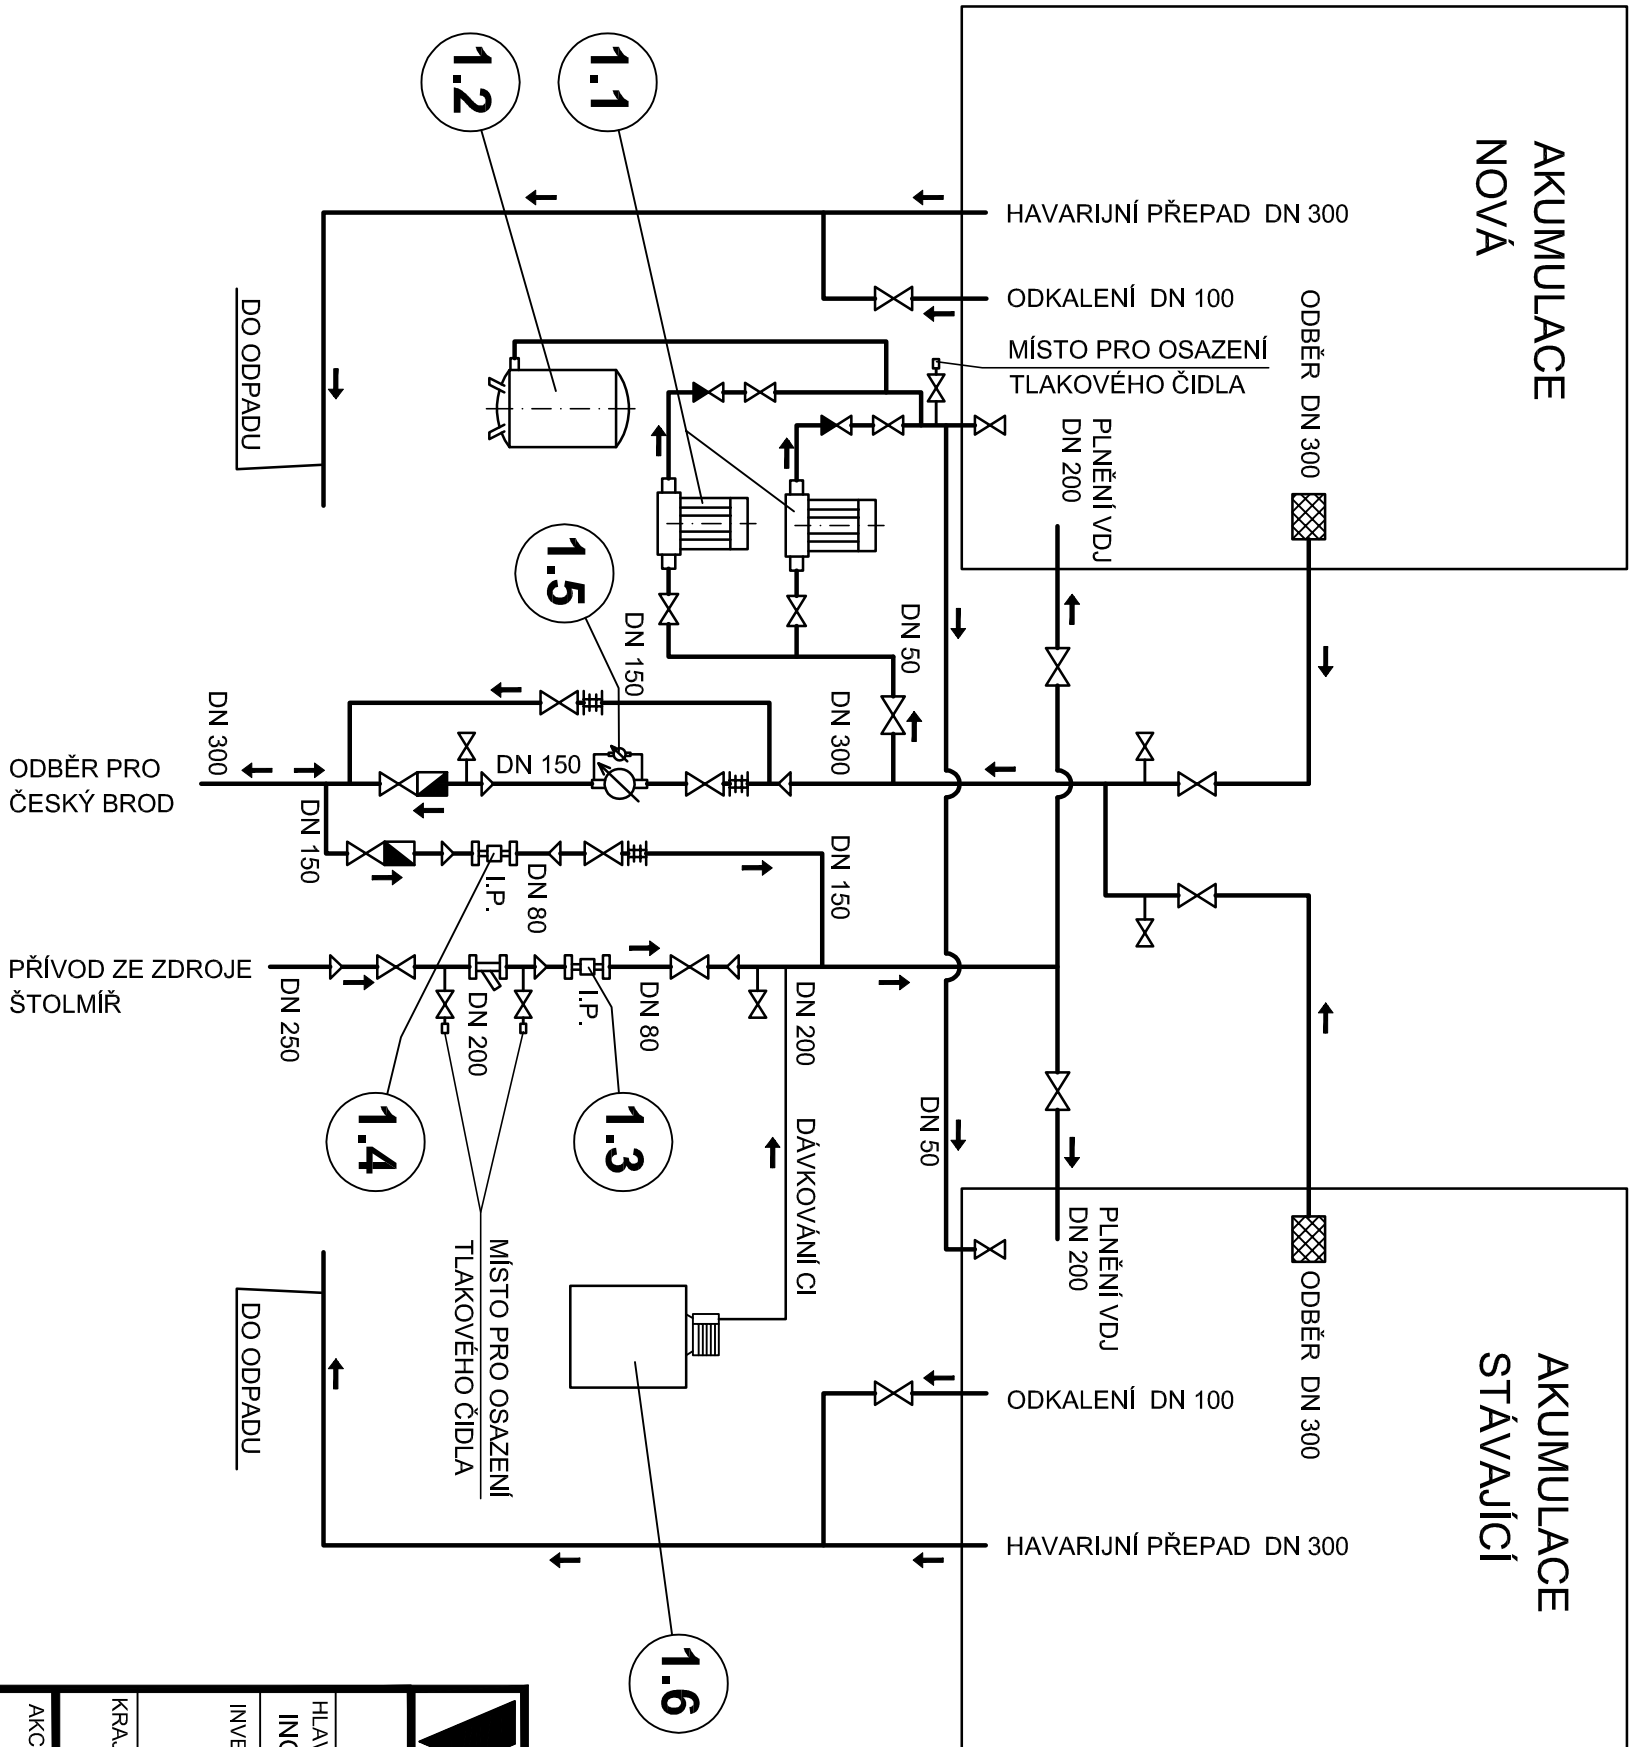 AKUMULACE
NOVÁ
HAVARIJNÍ PŘEPAD DN 300
ODKALENÍ DN 100
MÍSTO PRO OSAZENÍ
TLAKOVÉHO ČIDLA
ODBĚR DN 300
PLNĚNÍ VDJ
DN 200
1.2
1.1
DO ODPADU
1.5
DN 150
DN 50
DN 300
DN 300
DN 150
ODBĚR PRO
ČESKÝ BROD
DN 150
DN 150
DN 80
I.P.
PŘÍVOD ZE ZDROJE
ŠTOLMÍŘ
DN 250
DN 200
I.P.
DN 80
DN 200
1.4
1.3
DÁVKOVÁNÍ Cl
DN 50
MÍSTO PRO OSAZENÍ
TLAKOVÉHO ČIDLA
DO ODPADU
PLNĚNÍ VDJ
DN 200
ODBĚR DN 300
AKUMULACE
STÁVAJÍCÍ
ODKALENÍ DN 100
HAVARIJNÍ PŘEPAD DN 300
1.6